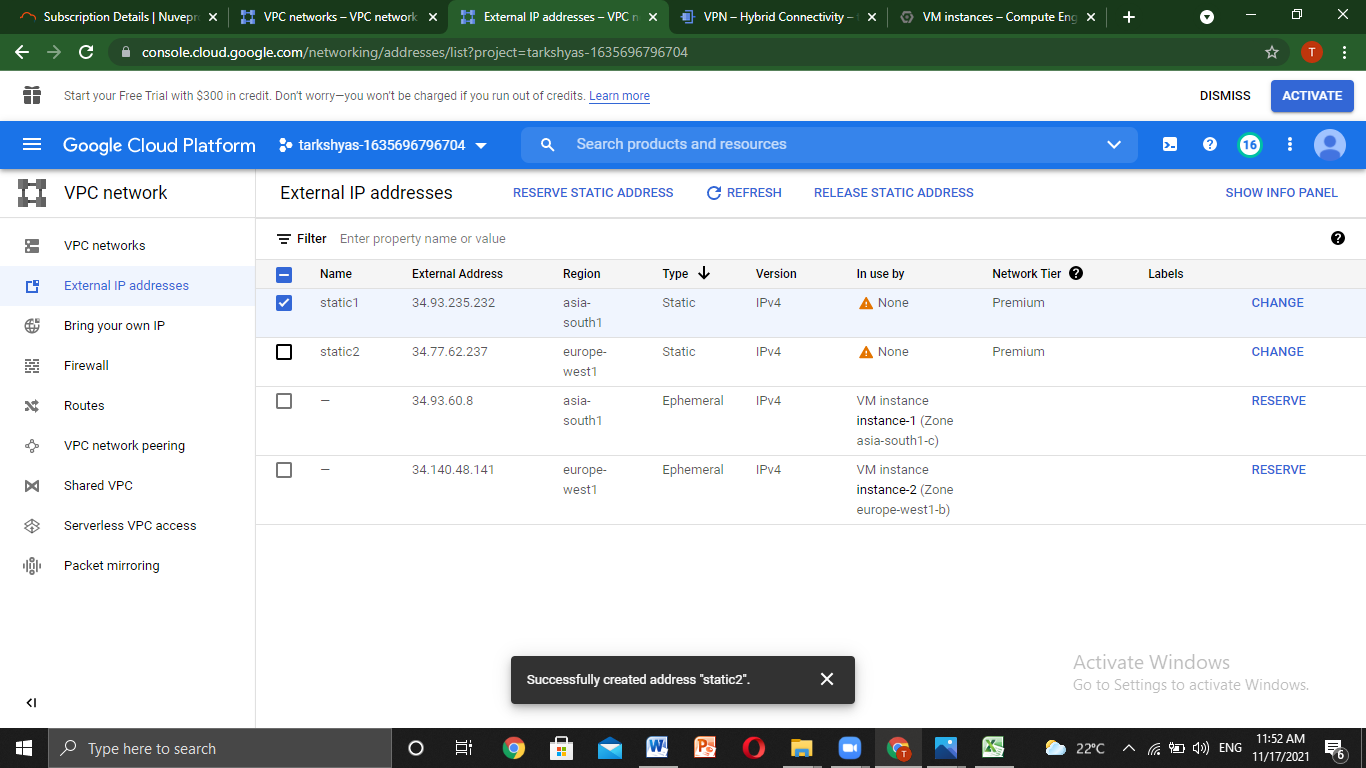 Subscription Details | Nuvepr
VPC networks – VPC network
External IP addresses – VPC n
VPN – Hybrid Connectivity – t
VM instances – Compute Eng
console.cloud.google.com/networking/addresses/list?project=tarkshyas-1635696796704
T
Start your Free Trial with $300 in credit. Don't worry—you won't be charged if you run out of credits. Learn more
DISMISS
ACTIVATE
Google Cloud Platform
tarkshyas-1635696796704
Search products and resources
16
VPC network
External IP addresses
RESERVE STATIC ADDRESS
REFRESH
RELEASE STATIC ADDRESS
SHOW INFO PANEL
VPC networks
External IP addresses
Bring your own IP
Firewall
Routes
VPC network peering
Shared VPC
Serverless VPC access
Packet mirroring
Filter Enter property name or value
Name External Address Region Type Version In use by Network Tier Labels
static1 34.93.235.232 asia- Static IPv4 None Premium CHANGE
south1
static2 34.77.62.237 europe- Static IPv4 None Premium CHANGE
west1
— 34.93.60.8 asia- Ephemeral IPv4 VM instance RESERVE
south1 instance-1 (Zone
asia-south1-c)
— 34.140.48.141 europe- Ephemeral IPv4 VM instance RESERVE
west1 instance-2 (Zone
europe-west1-b)
Successfully created address "static2".
Activate Windows
Go to Settings to activate Windows.
Type here to search
22°C
ENG
11:52 AM
11/17/2021
6